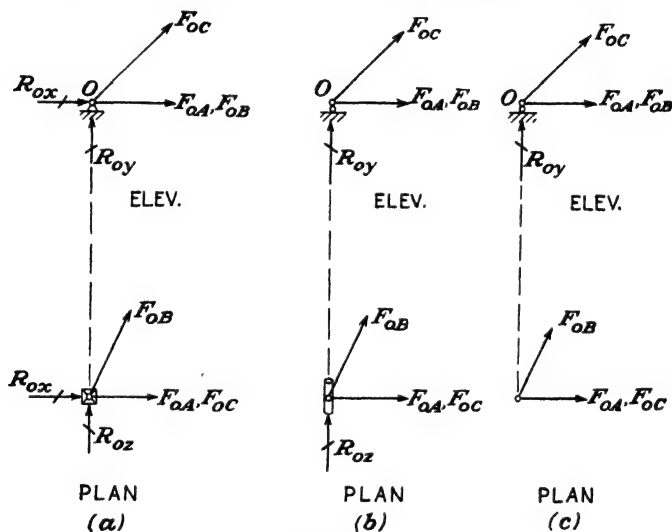 F_OC
R_ox
O
F_OA, F_OB
R_oy
ELEV.
F_OB
R_ox
F_OA, F_OC
R_oz
PLAN
(a)
F_OC
O
F_OA, F_OB
R_oy
ELEV.
F_OB
F_OA, F_OC
R_oz
PLAN
(b)
F_OC
O
F_OA, F_OB
R_oy
ELEV.
F_OB
F_OA, F_OC
PLAN
(c)